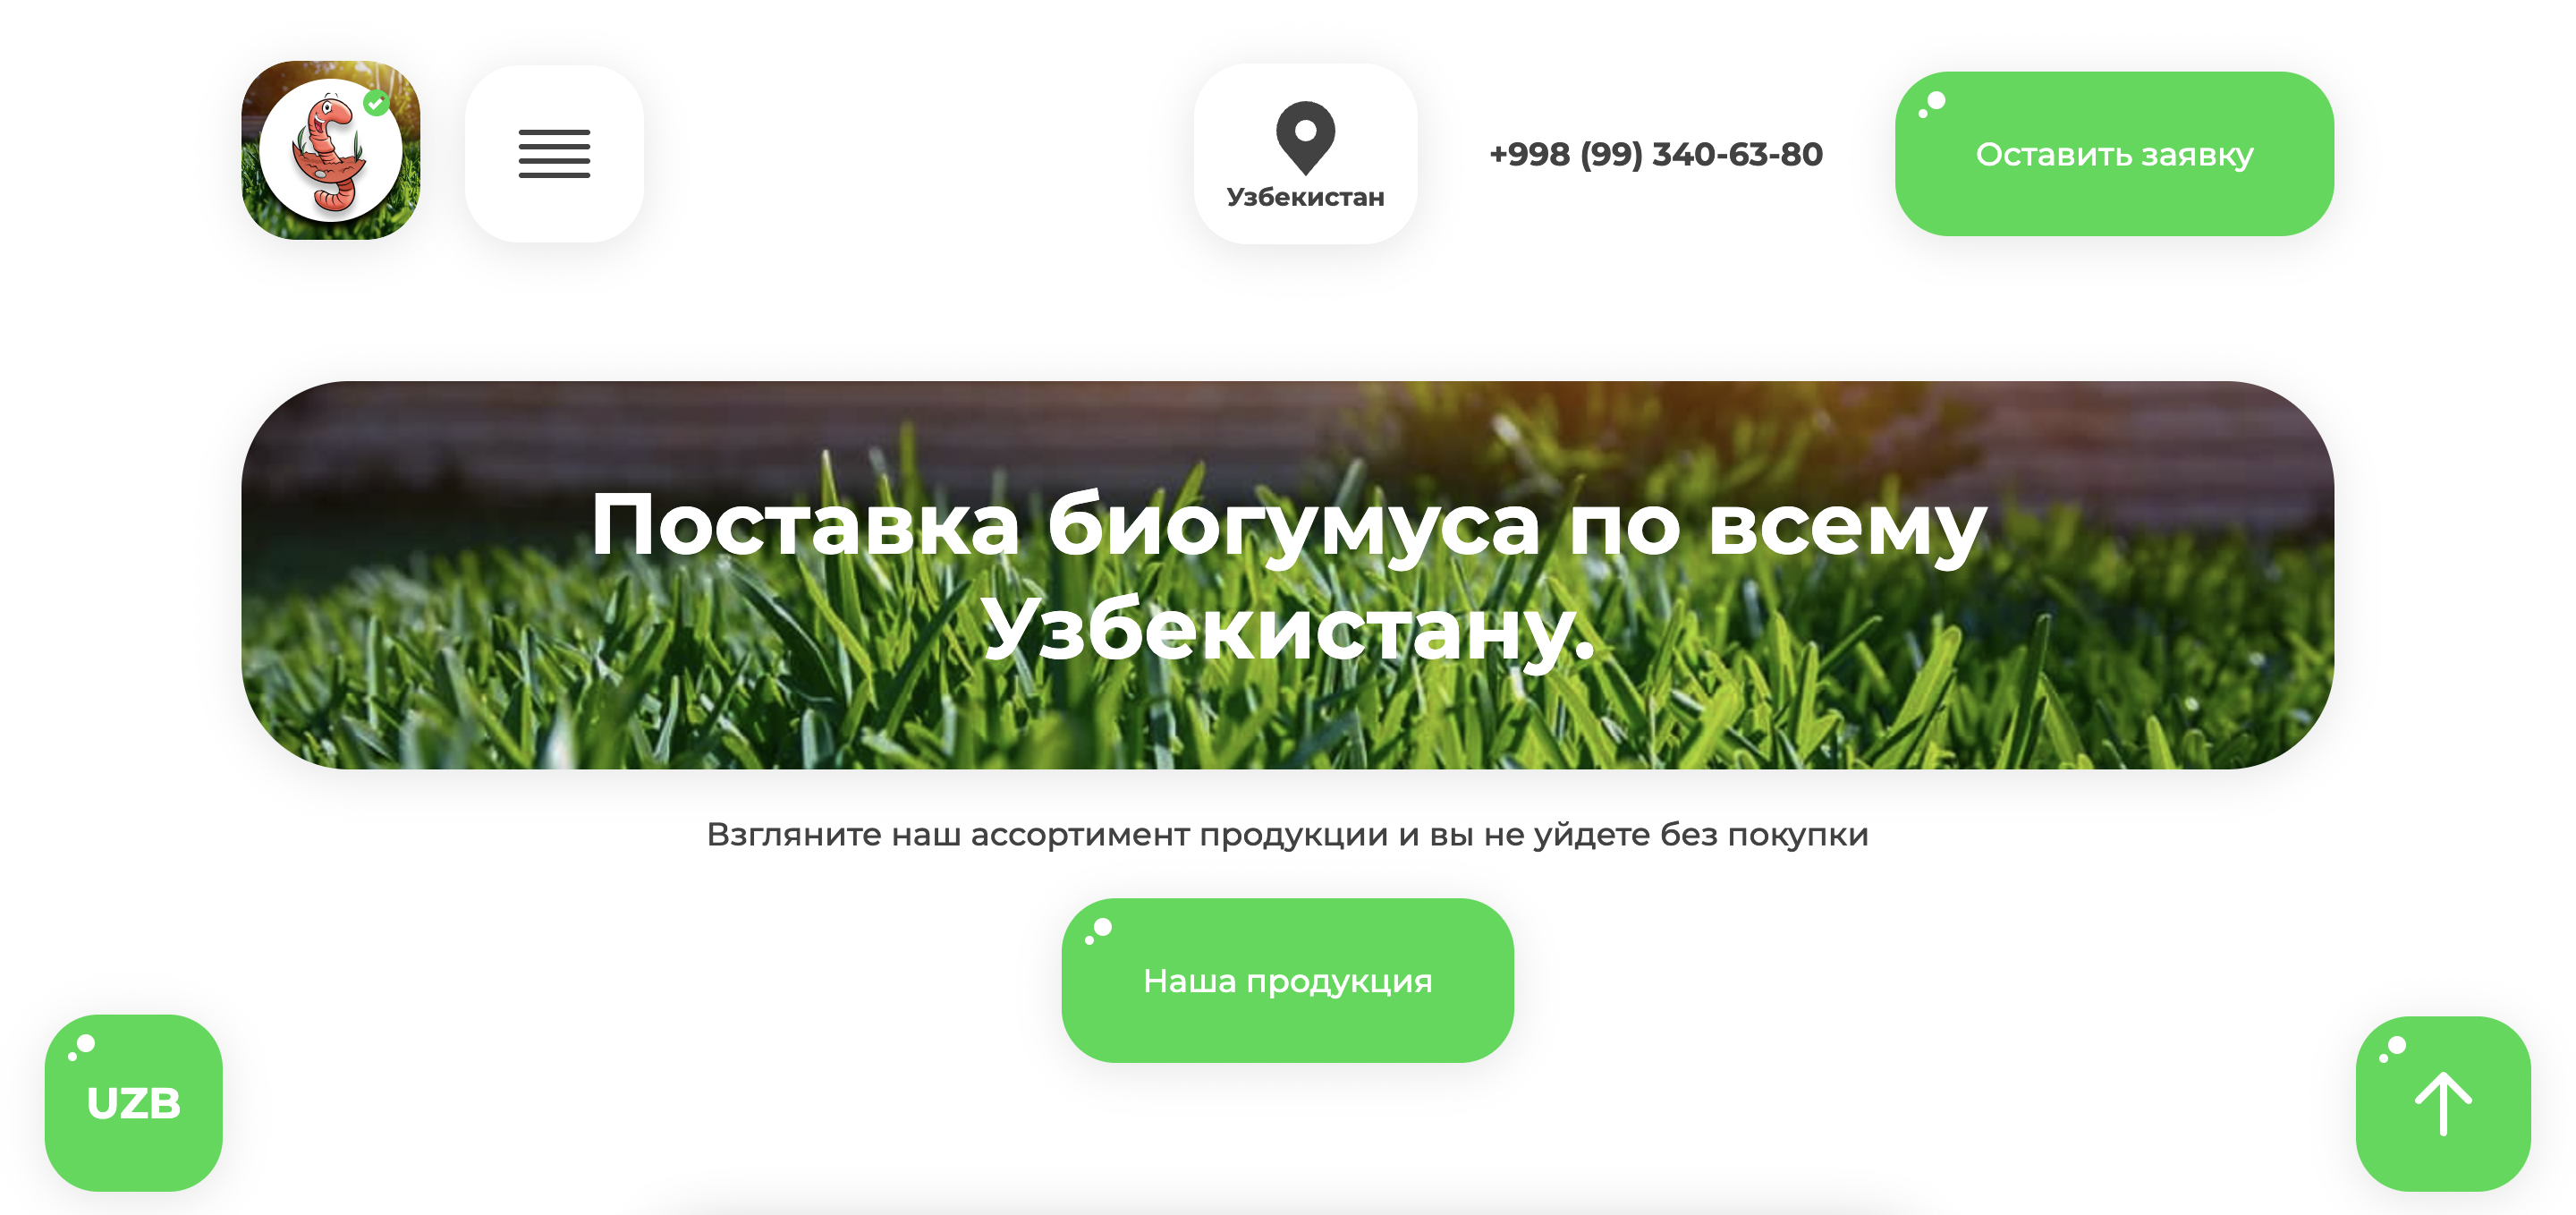 Узбекистан
+998 (99) 340-63-80
Оставить заявку
Поставка биогумуса по всему
Узбекистану.
Взгляните наш ассортимент продукции и вы не уйдете без покупки
Наша продукция
UZB